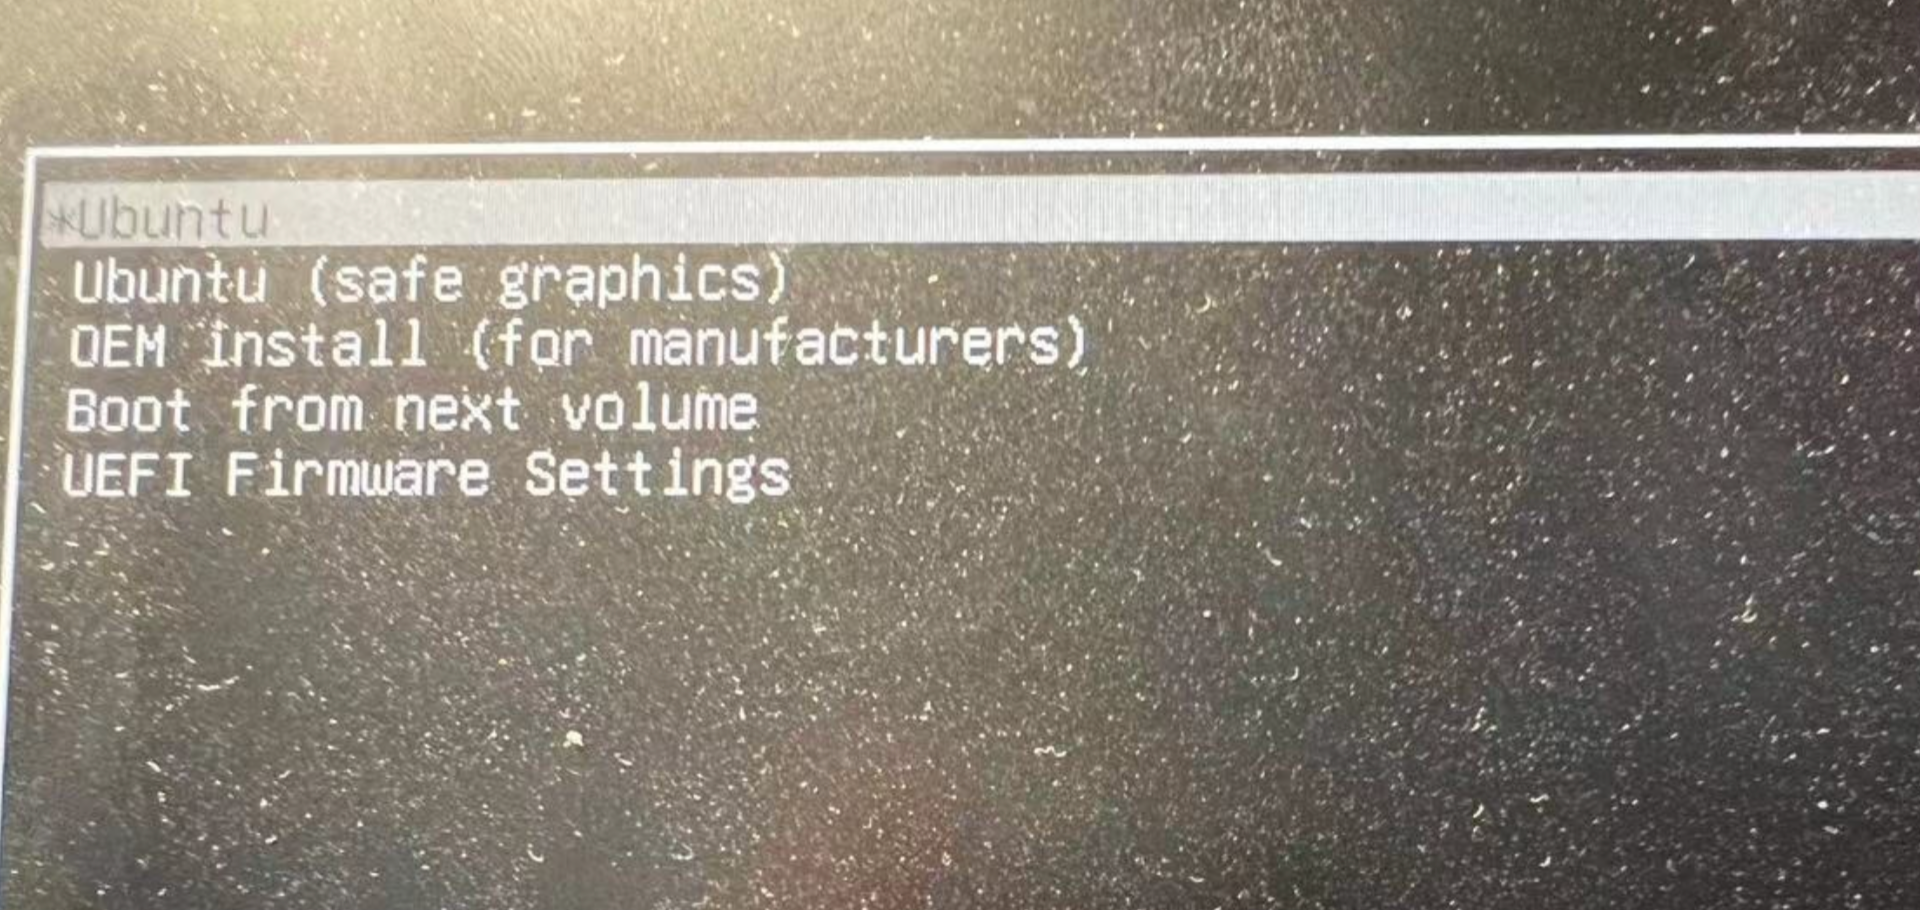 *Ubuntu
Ubuntu (safe graphics)
OEM install (for manufacturers)
Boot from next volume
UEFI Firmware Settings